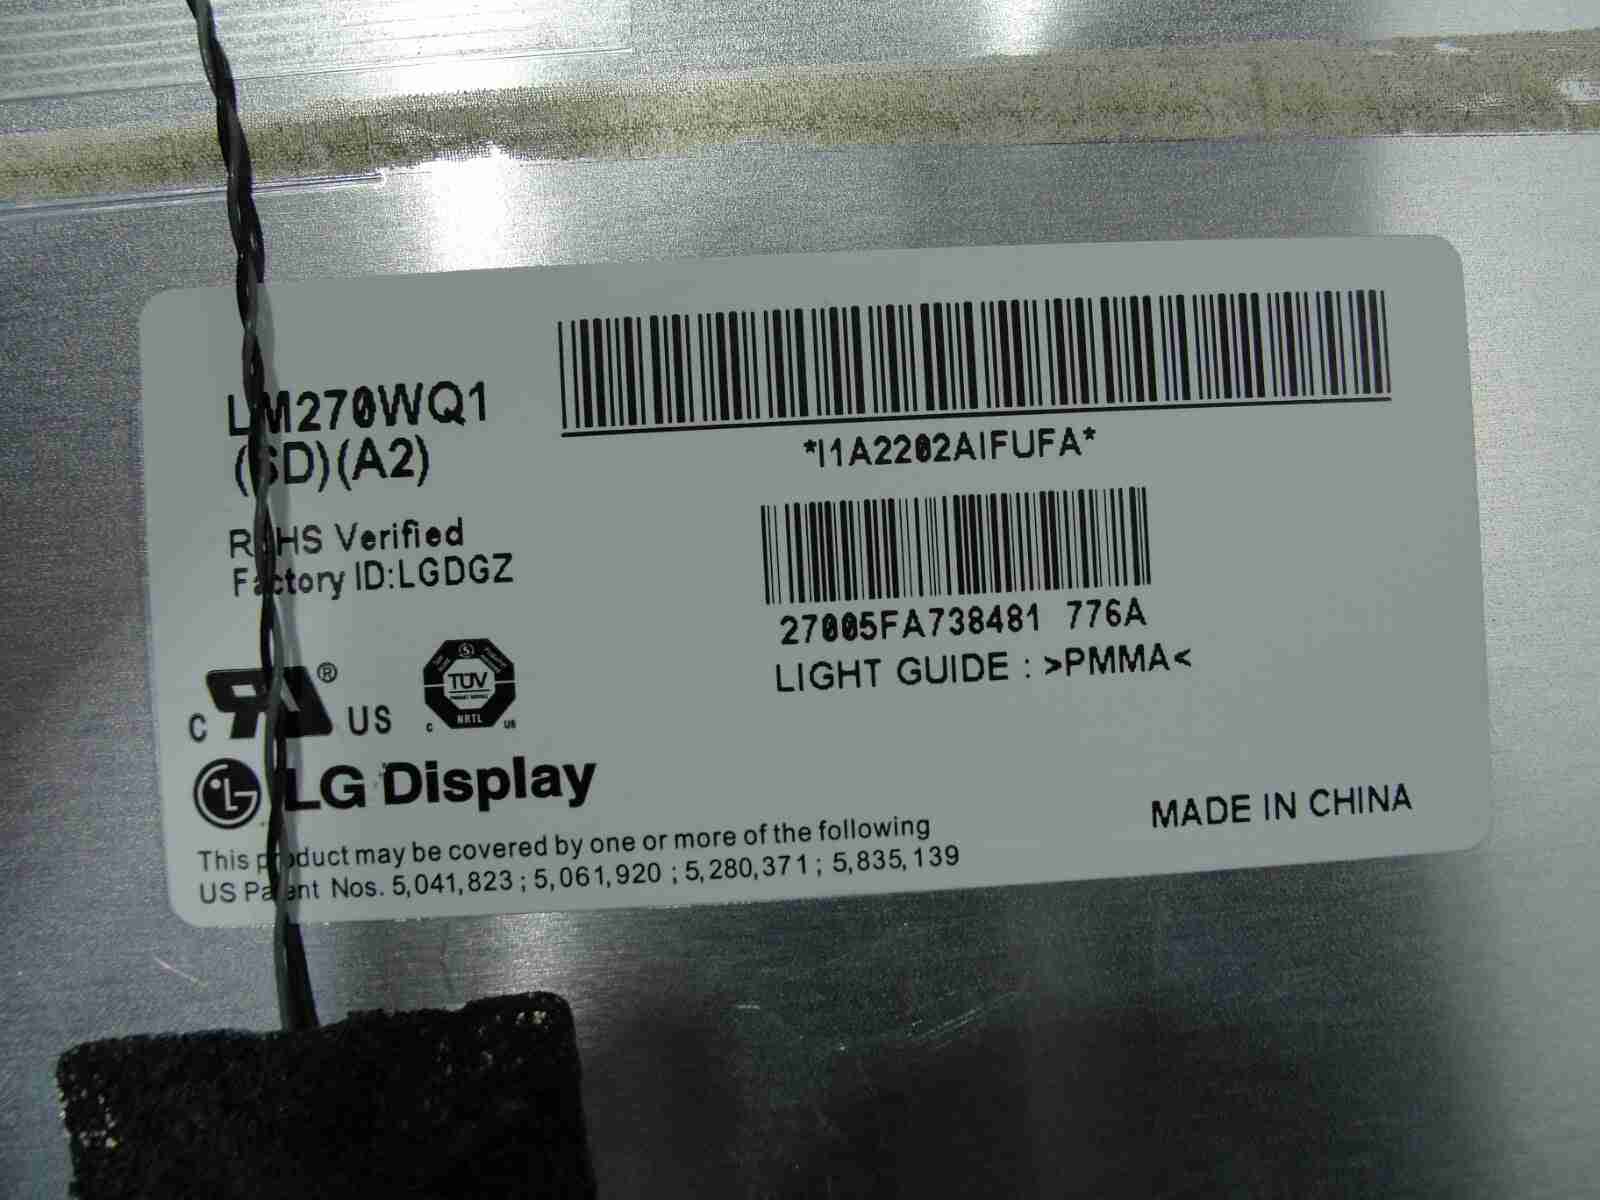 LM270WQ1
(SD)(A2)
*I1A2202AIFUFA*
RoHS Verified
Factory ID:LGDGZ
27005FA738481 776A
LIGHT GUIDE : >PMMA<
C ® US
TUV
NRTL
C US
LG Display
MADE IN CHINA
This product may be covered by one or more of the following
US Patent Nos. 5,041,823 ; 5,061,920 ; 5,280,371 ; 5,835,139